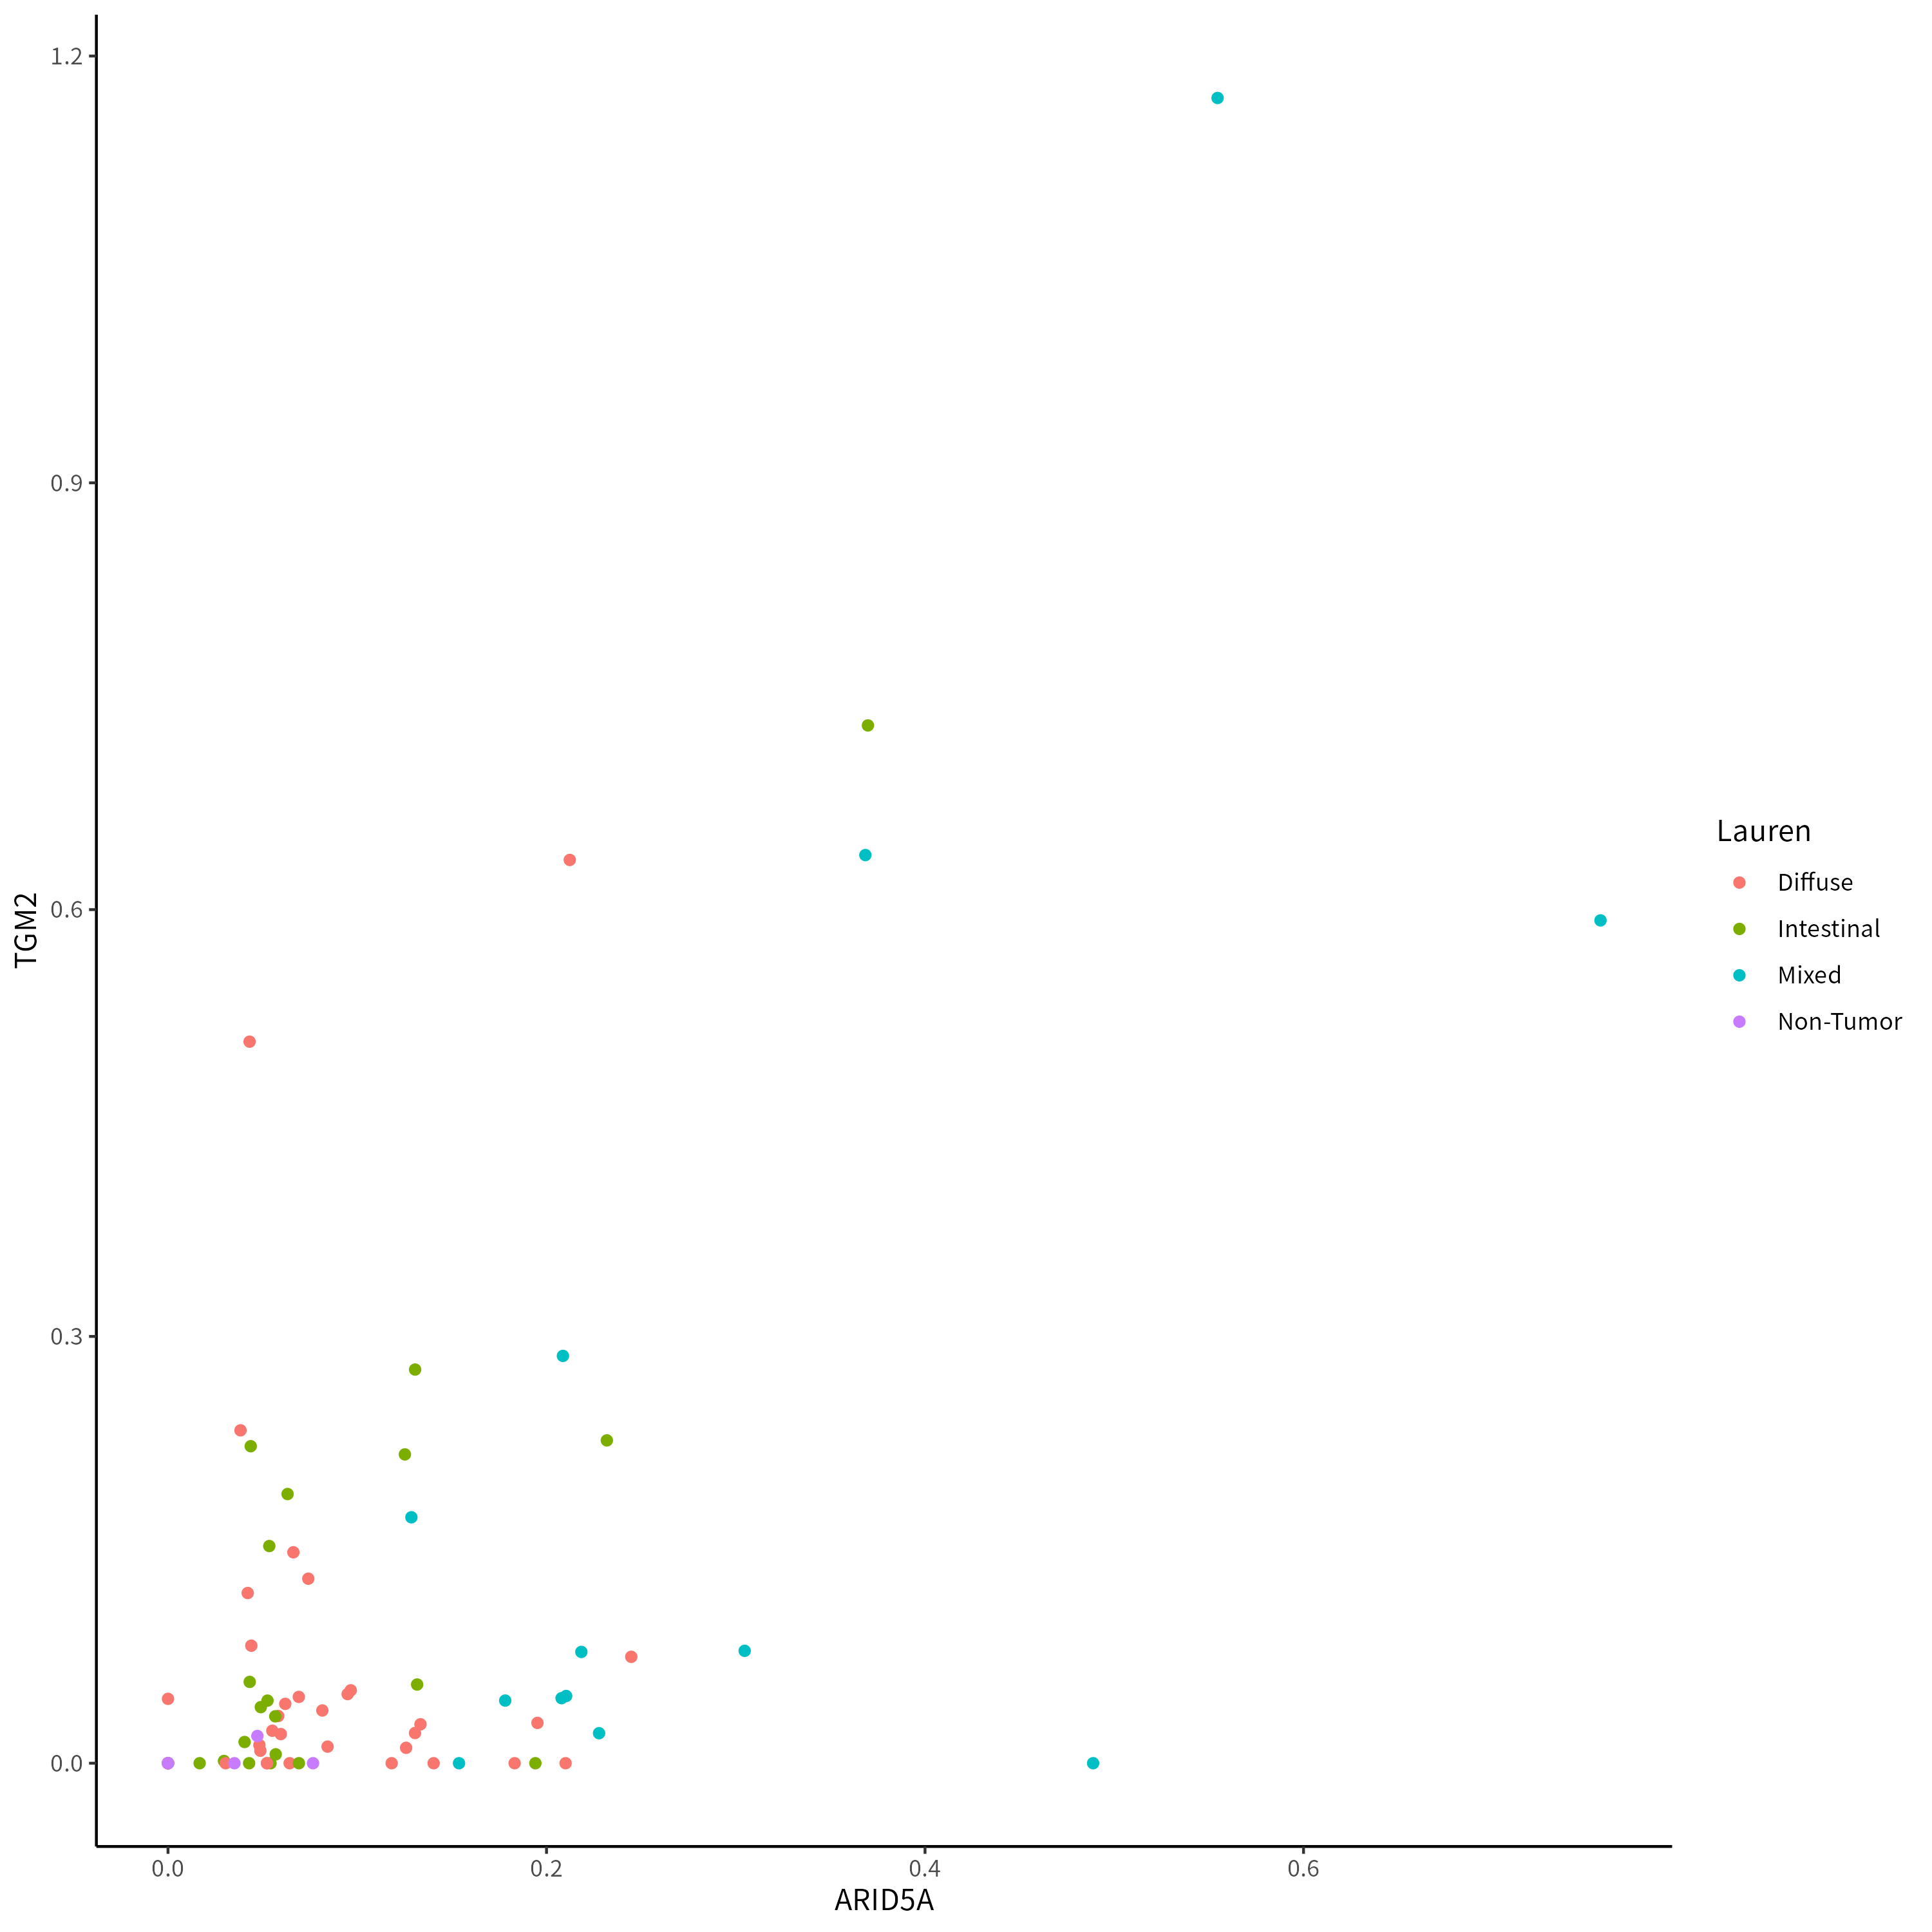 1.2
0.9
0.6
0.3
0.0
TGM2
0.0 0.2 0.4 0.6
ARID5A
Lauren
Diffuse
Intestinal
Mixed
Non-Tumor